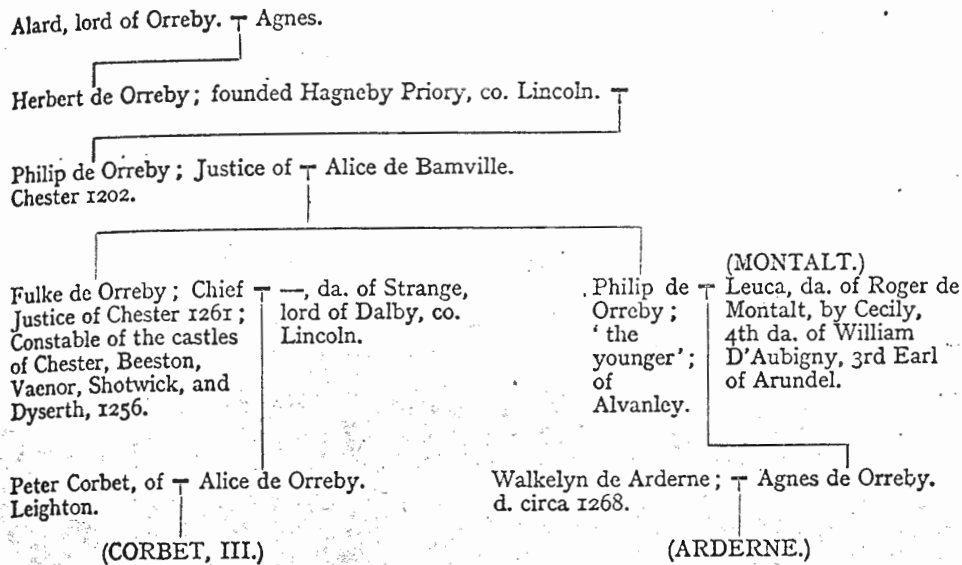 Alard, lord of Orreby. Agnes.
Herbert de Orreby; founded Hagneby Priory, co. Lincoln.
Philip de Orreby; Justice of
Chester 1202.
Alice de Bamville.
Fulke de Orreby; Chief
Justice of Chester 1261;
Constable of the castles
of Chester, Beeston,
Vaenor, Shotwick, and
Dyserth, 1256.
—, da. of Strange,
lord of Dalby, co.
Lincoln.
Philip de
Orreby;
'the
younger';
of
Alvanley.
(MONTALT.)
Leuca, da. of Roger de
Montalt, by Cecily,
4th da. of William
D'Aubigny, 3rd Earl
of Arundel.
Peter Corbet, of
Leighton.
Alice de Orreby.
(CORBET, III.)
Walkelyn de Arderne;
d. circa 1268.
Agnes de Orreby.
(ARDERNE.)